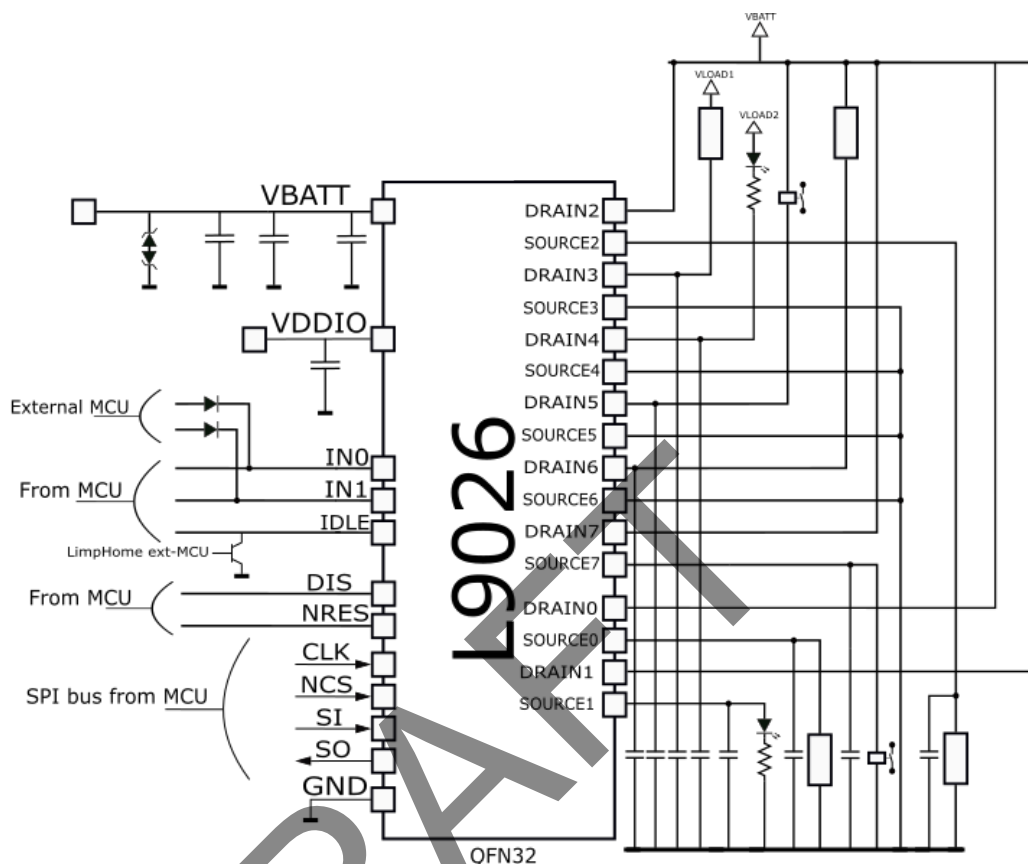 VBATT
VLOAD1
VLOAD2
VBATT
VDDIO
External MCU
From MCU
IN0
IN1
IDLE
LimpHome ext-MCU
From MCU
DIS
NRES
SPI bus from MCU
CLK
NCS
SI
SO
GND
L9026
DRAIN2
SOURCE2
DRAIN3
SOURCE3
DRAIN4
SOURCE4
DRAIN5
SOURCE5
DRAIN6
SOURCE6
DRAIN7
SOURCE7
DRAIN0
SOURCE0
DRAIN1
SOURCE1
QFN32
RAFT